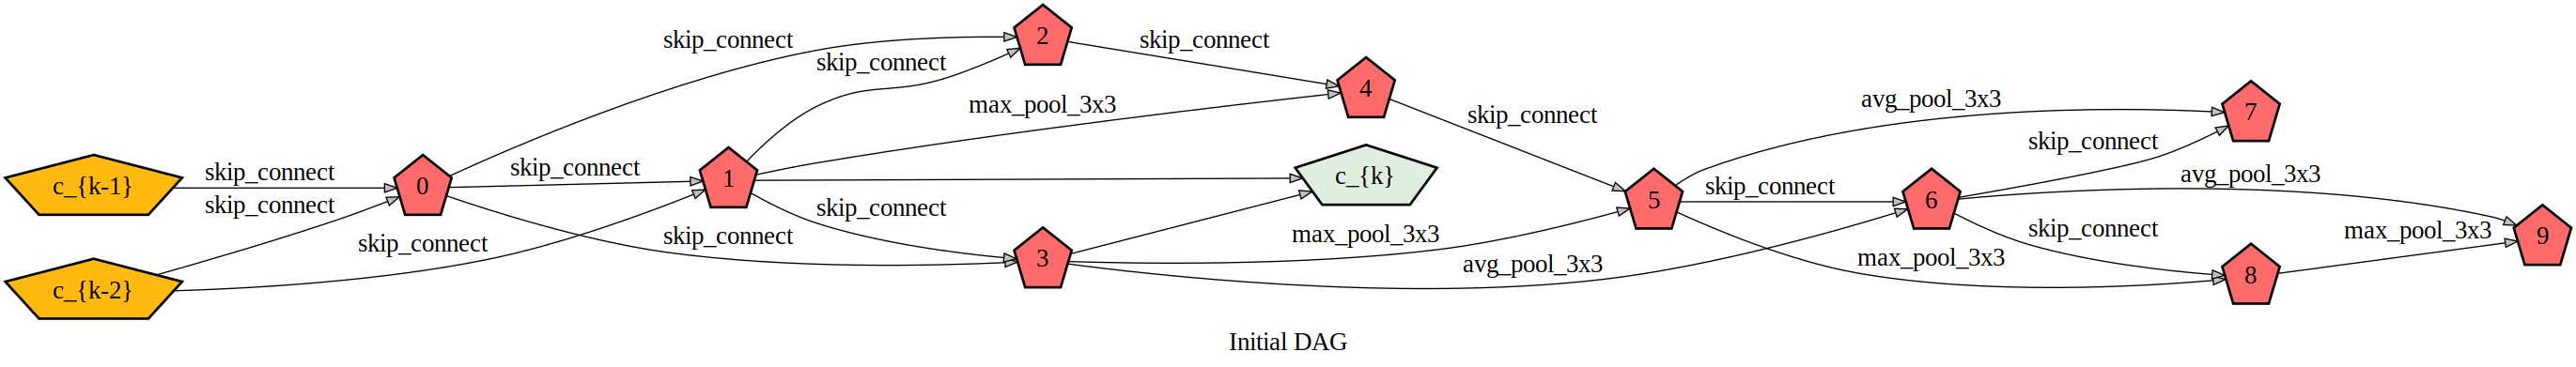 skip_connect
2
skip_connect
skip_connect
4
max_pool_3x3
skip_connect
avg_pool_3x3
7
skip_connect
c_{k-1}
skip_connect
0
skip_connect
1
c_{k}
skip_connect
5
skip_connect
6
avg_pool_3x3
skip_connect
skip_connect
skip_connect
3
max_pool_3x3
skip_connect
max_pool_3x3
9
c_{k-2}
avg_pool_3x3
max_pool_3x3
8
Initial DAG